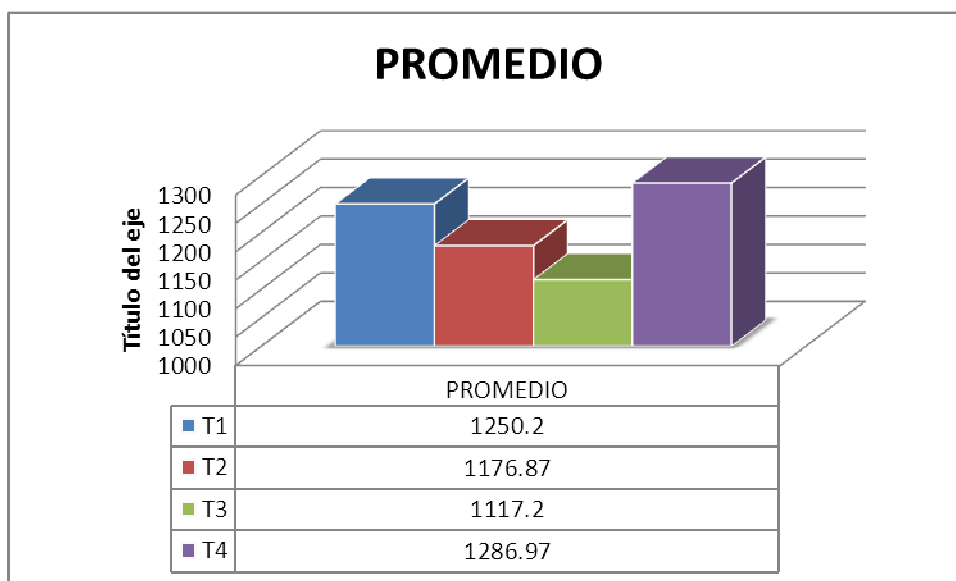 PROMEDIO
Título del eje
1300
1250
1200
1150
1100
1050
1000
PROMEDIO
T1 1250.2
T2 1176.87
T3 1117.2
T4 1286.97